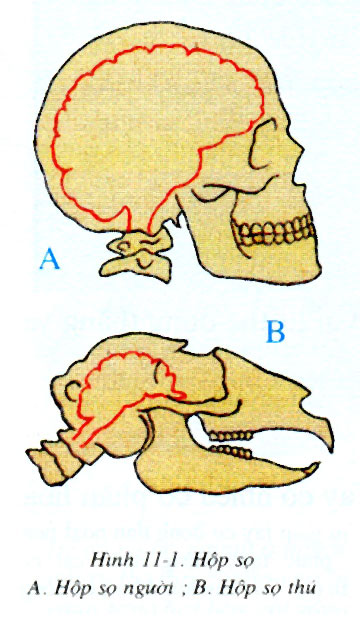 A
B
Hình 11-1. Hộp sọ
A. Hộp sọ người ; B. Hộp sọ thú